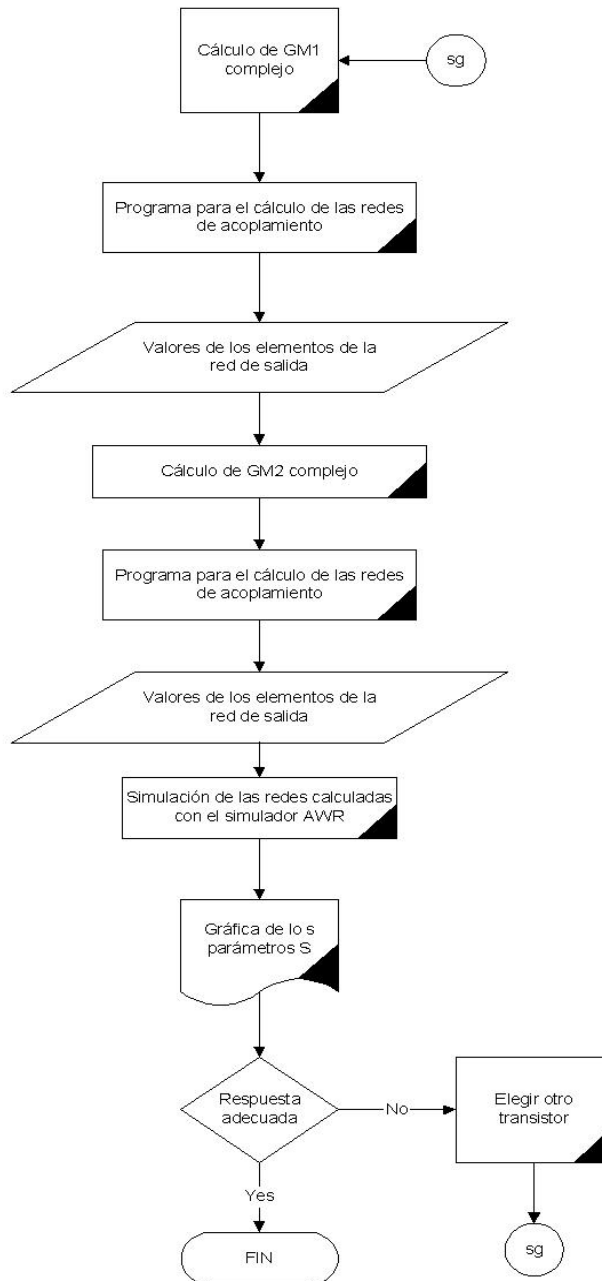 Cálculo de GM1
complejo
sg
Programa para el cálculo de las redes
de acoplamiento
Valores de los elementos de la
red de salida
Cálculo de GM2 complejo
Programa para el cálculo de las redes
de acoplamiento
Valores de los elementos de la
red de salida
Simulación de las redes calculadas
con el simulador AWR
Gráfica de lo s
parámetros S
Respuesta
adecuada
No
Elegir otro
transistor
Yes
FIN
sg